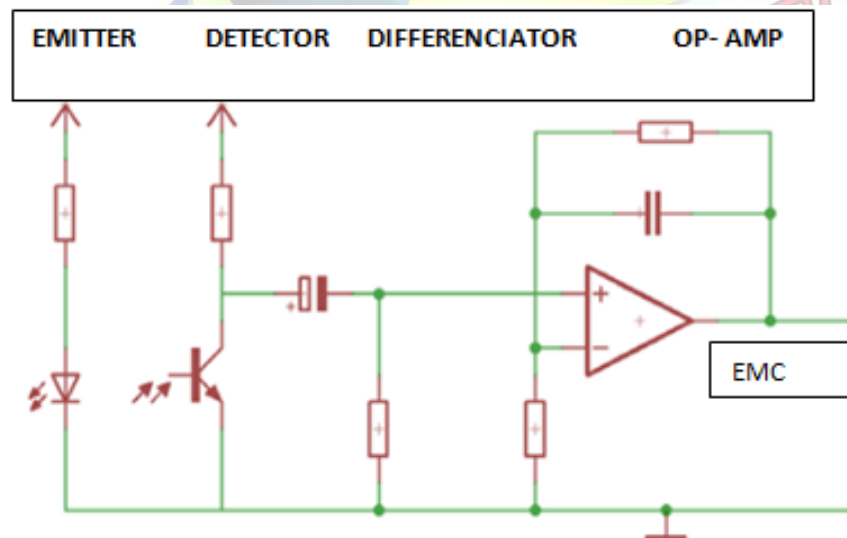 EMITTER DETECTOR DIFFERENCIATOR OP- AMP
EMC